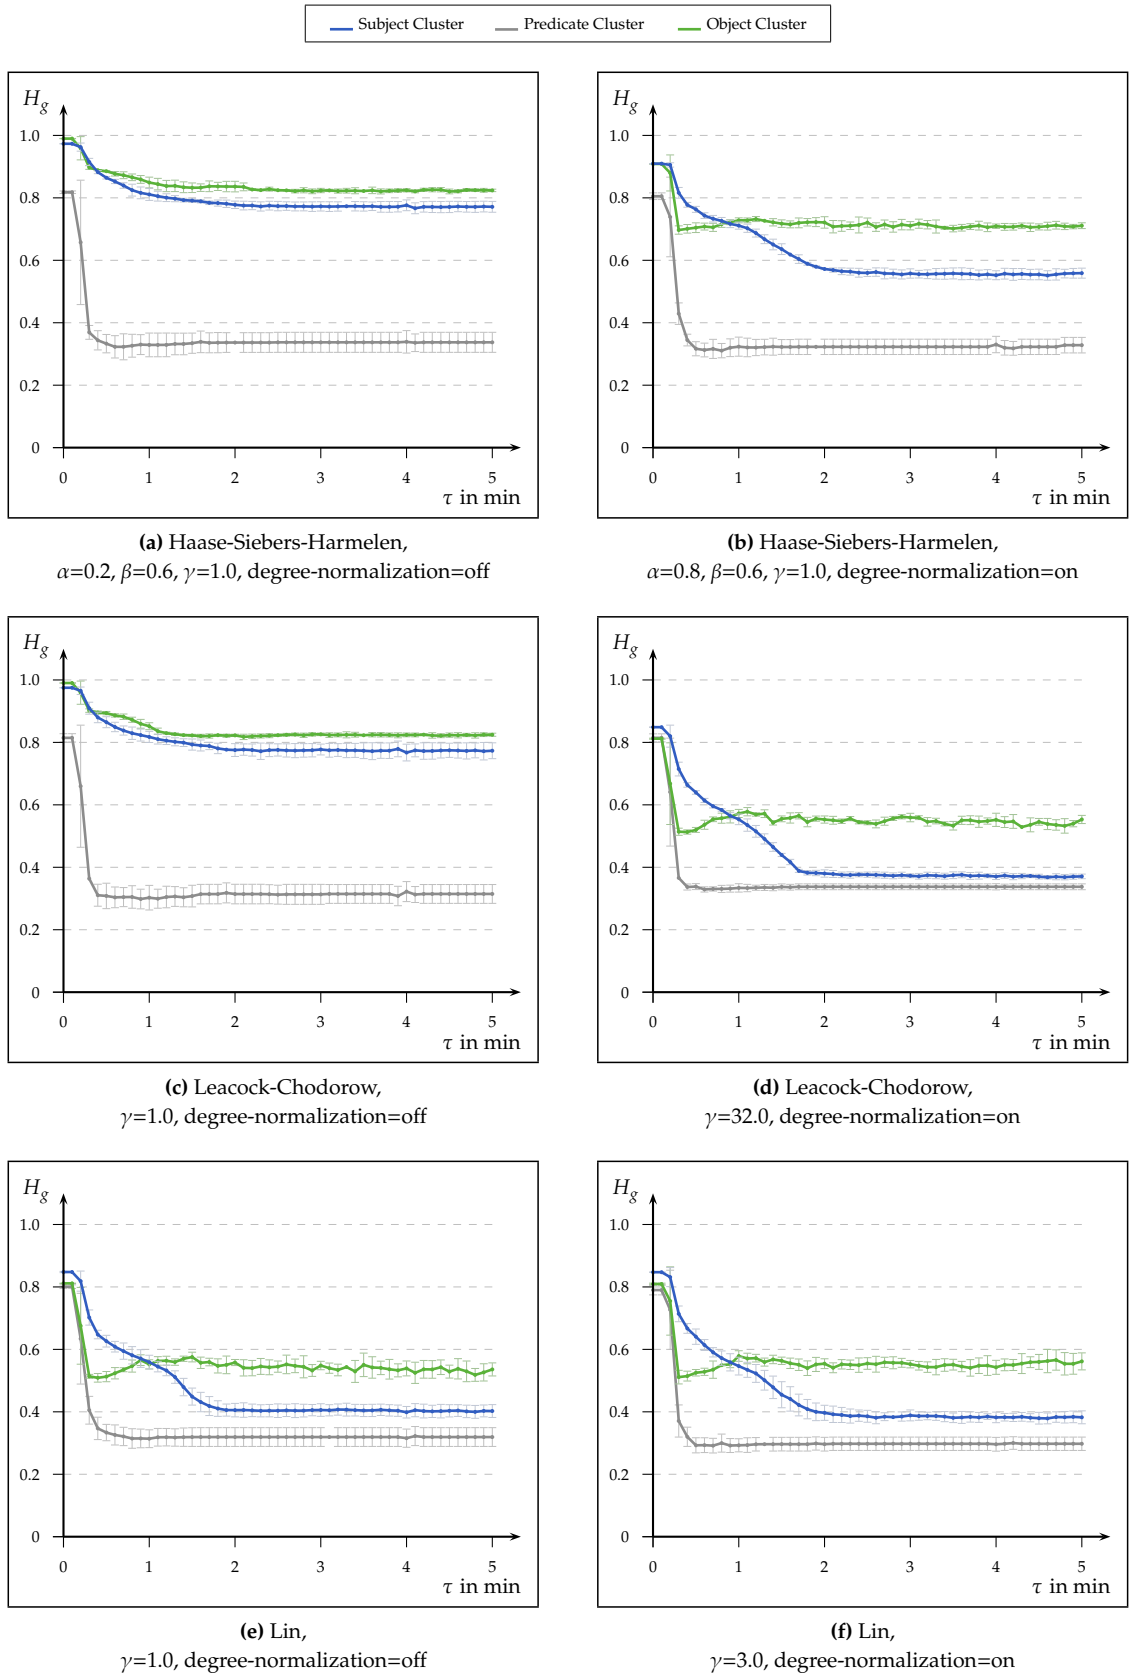 Subject Cluster Predicate Cluster Object Cluster
H_g
1.0
0.8
0.6
0.4
0.2
0
0 1 2 3 4 5
τ in min
(a) Haase-Siebers-Harmelen,
α=0.2, β=0.6, γ=1.0, degree-normalization=off
H_g
1.0
0.8
0.6
0.4
0.2
0
0 1 2 3 4 5
τ in min
(b) Haase-Siebers-Harmelen,
α=0.8, β=0.6, γ=1.0, degree-normalization=on
H_g
1.0
0.8
0.6
0.4
0.2
0
0 1 2 3 4 5
τ in min
(c) Leacock-Chodorow,
γ=1.0, degree-normalization=off
H_g
1.0
0.8
0.6
0.4
0.2
0
0 1 2 3 4 5
τ in min
(d) Leacock-Chodorow,
γ=32.0, degree-normalization=on
H_g
1.0
0.8
0.6
0.4
0.2
0
0 1 2 3 4 5
τ in min
(e) Lin,
γ=1.0, degree-normalization=off
H_g
1.0
0.8
0.6
0.4
0.2
0
0 1 2 3 4 5
τ in min
(f) Lin,
γ=3.0, degree-normalization=on